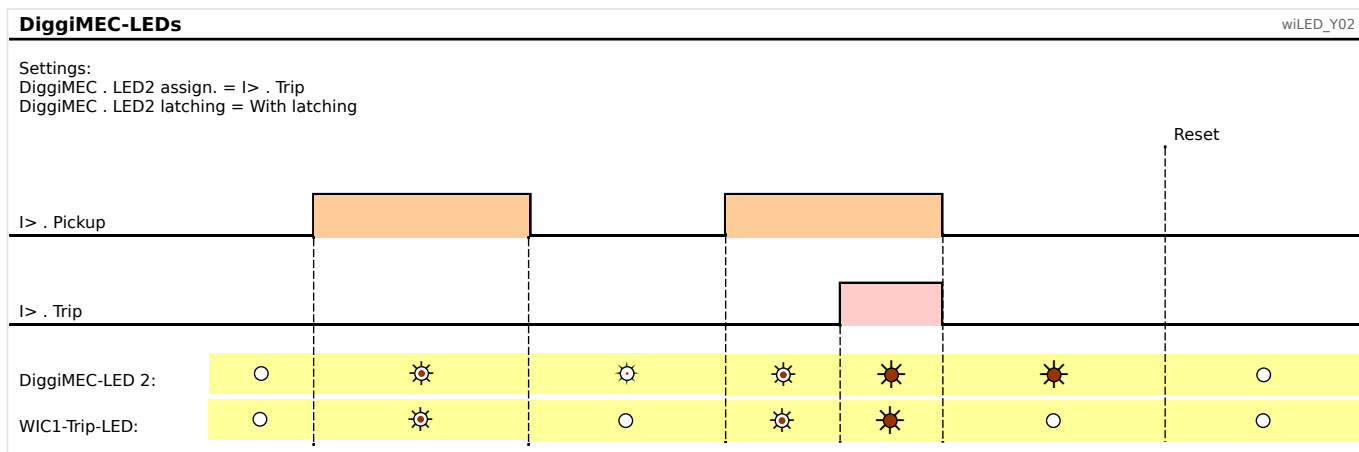 DiggiMEC-LEDs
wiLED_Y02
Settings:
DiggiMEC . LED2 assign. = I> . Trip
DiggiMEC . LED2 latching = With latching
Reset
I> . Pickup
I> . Trip
DiggiMEC-LED 2:
WIC1-Trip-LED: